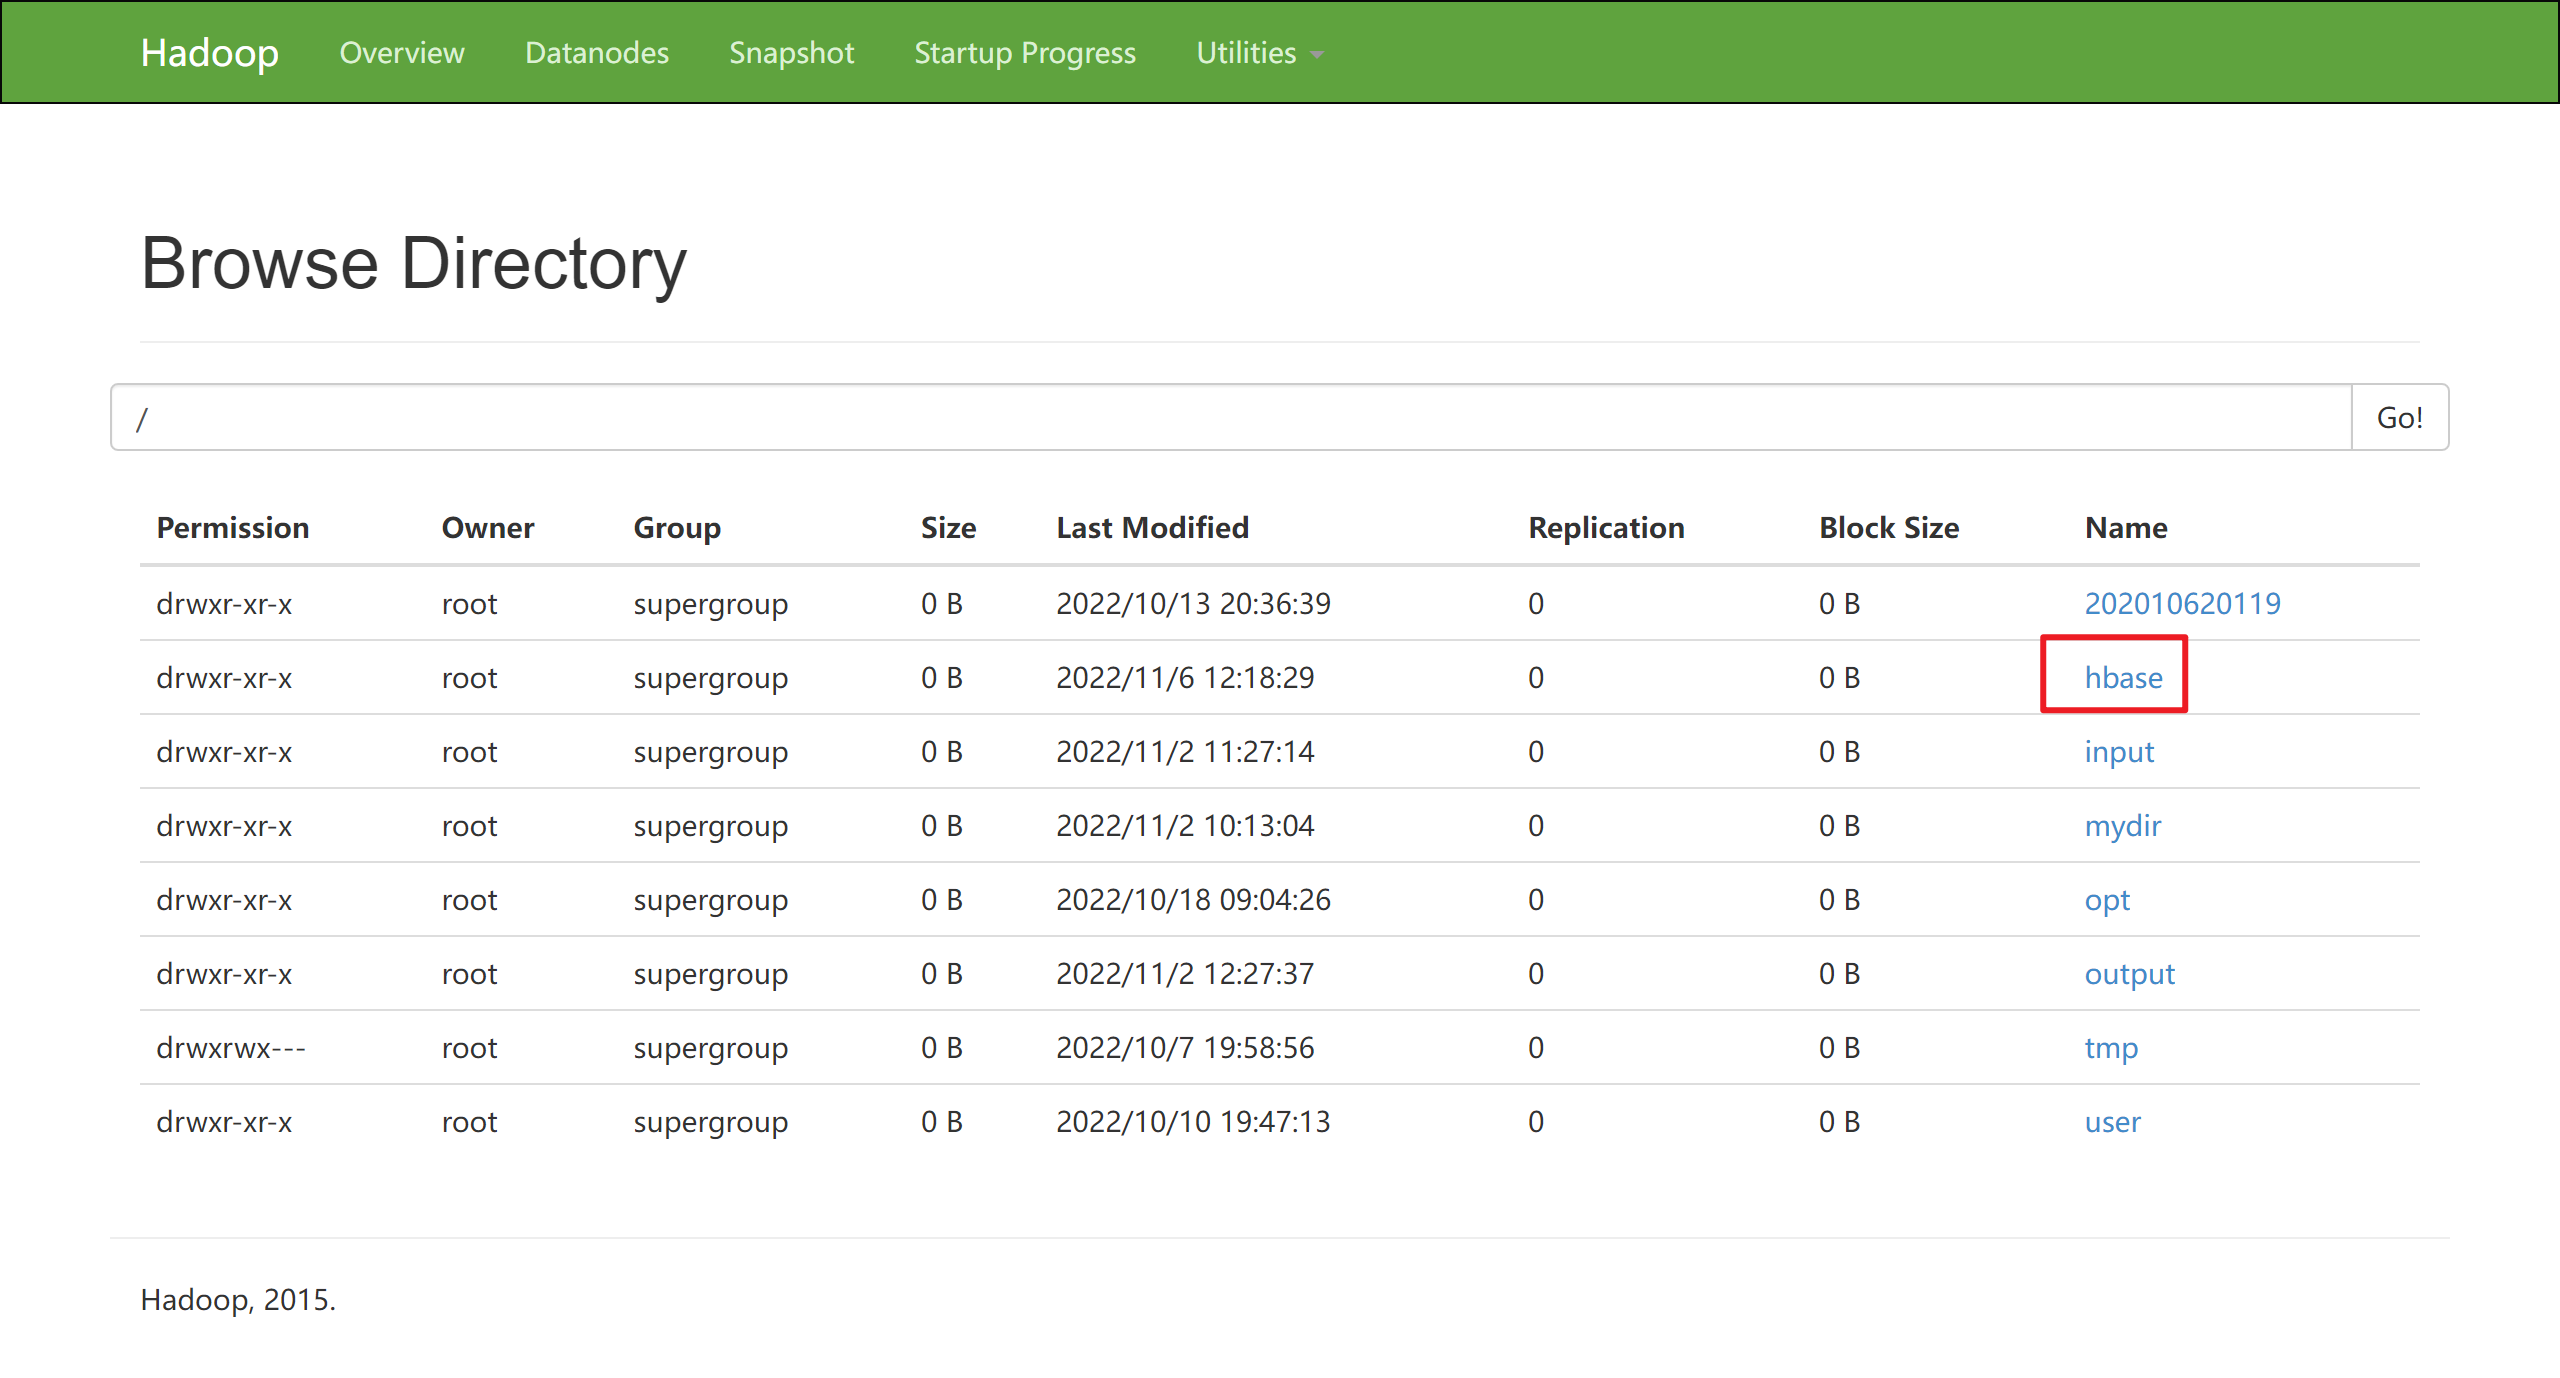 Hadoop Overview Datanodes Snapshot Startup Progress Utilities
Browse Directory
/ Go!
Permission Owner Group Size Last Modified Replication Block Size Name
drwxr-xr-x root supergroup 0 B 2022/10/13 20:36:39 0 0 B 202010620119
drwxr-xr-x root supergroup 0 B 2022/11/6 12:18:29 0 0 B hbase
drwxr-xr-x root supergroup 0 B 2022/11/2 11:27:14 0 0 B input
drwxr-xr-x root supergroup 0 B 2022/11/2 10:13:04 0 0 B mydir
drwxr-xr-x root supergroup 0 B 2022/10/18 09:04:26 0 0 B opt
drwxr-xr-x root supergroup 0 B 2022/11/2 12:27:37 0 0 B output
drwxrwx--- root supergroup 0 B 2022/10/7 19:58:56 0 0 B tmp
drwxr-xr-x root supergroup 0 B 2022/10/10 19:47:13 0 0 B user
Hadoop, 2015.